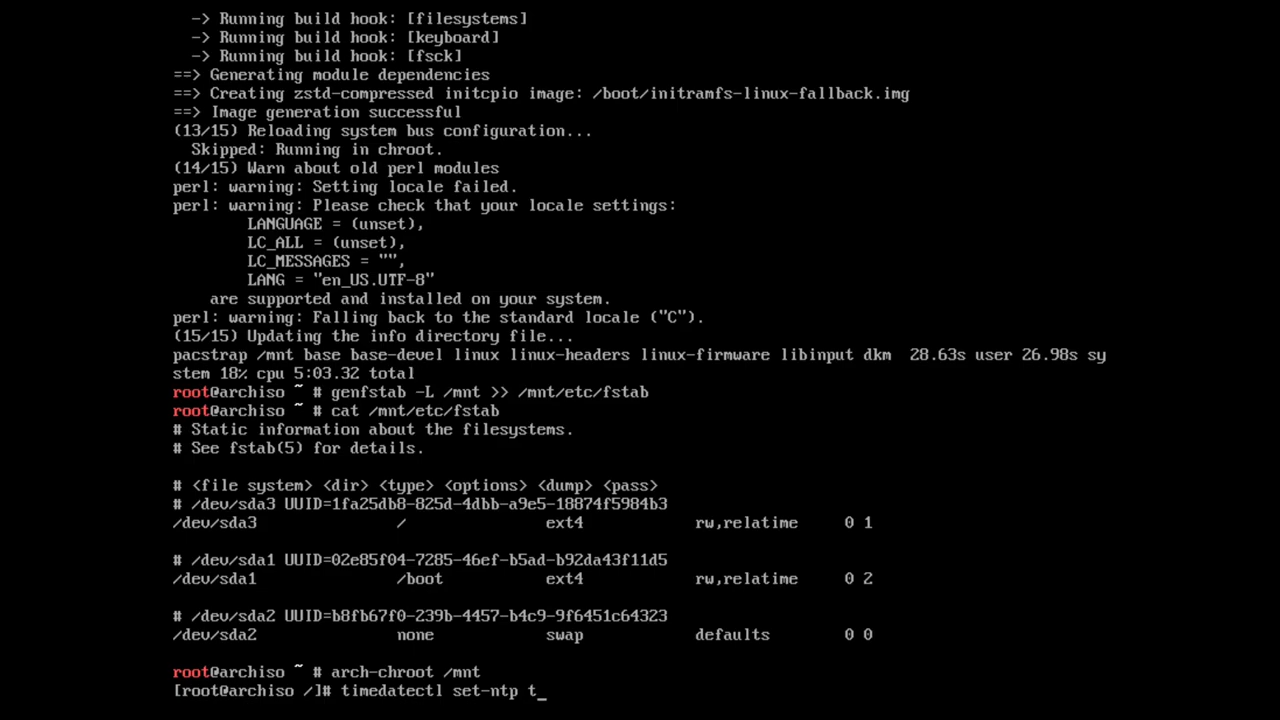 -> Running build hook: [filesystems]
-> Running build hook: [keyboard]
-> Running build hook: [fsck]
==> Generating module dependencies
==> Creating zstd-compressed initcpio image: /boot/initramfs-linux-fallback.img
==> Image generation successful
(13/15) Reloading system bus configuration...
Skipped: Running in chroot.
(14/15) Warn about old perl modules
perl: warning: Setting locale failed.
perl: warning: Please check that your locale settings:
LANGUAGE = (unset),
LC_ALL = (unset),
LC_MESSAGES = "",
LANG = "en_US.UTF-8"
are supported and installed on your system.
perl: warning: Falling back to the standard locale ("C").
(15/15) Updating the info directory file...
pacstrap /mnt base base-devel linux linux-headers linux-firmware libinput dkm  28.63s user 26.98s sy
stem 18% cpu 5:03.32 total
root@archiso ~ # genfstab -L /mnt >> /mnt/etc/fstab
root@archiso ~ # cat /mnt/etc/fstab
# Static information about the filesystems.
# See fstab(5) for details.
# <file system> <dir> <type> <options> <dump> <pass>
# /dev/sda3 UUID=1fa25db8-825d-4dbb-a9e5-18874f5984b3
/dev/sda3 / ext4 rw,relatime 0 1
# /dev/sda1 UUID=02e85f04-7285-46ef-b5ad-b92da43f11d5
/dev/sda1 /boot ext4 rw,relatime 0 2
# /dev/sda2 UUID=b8fb67f0-239b-4457-b4c9-9f6451c64323
/dev/sda2 none swap defaults 0 0
root@archiso ~ # arch-chroot /mnt
[root@archiso /]# timedatectl set-ntp t_